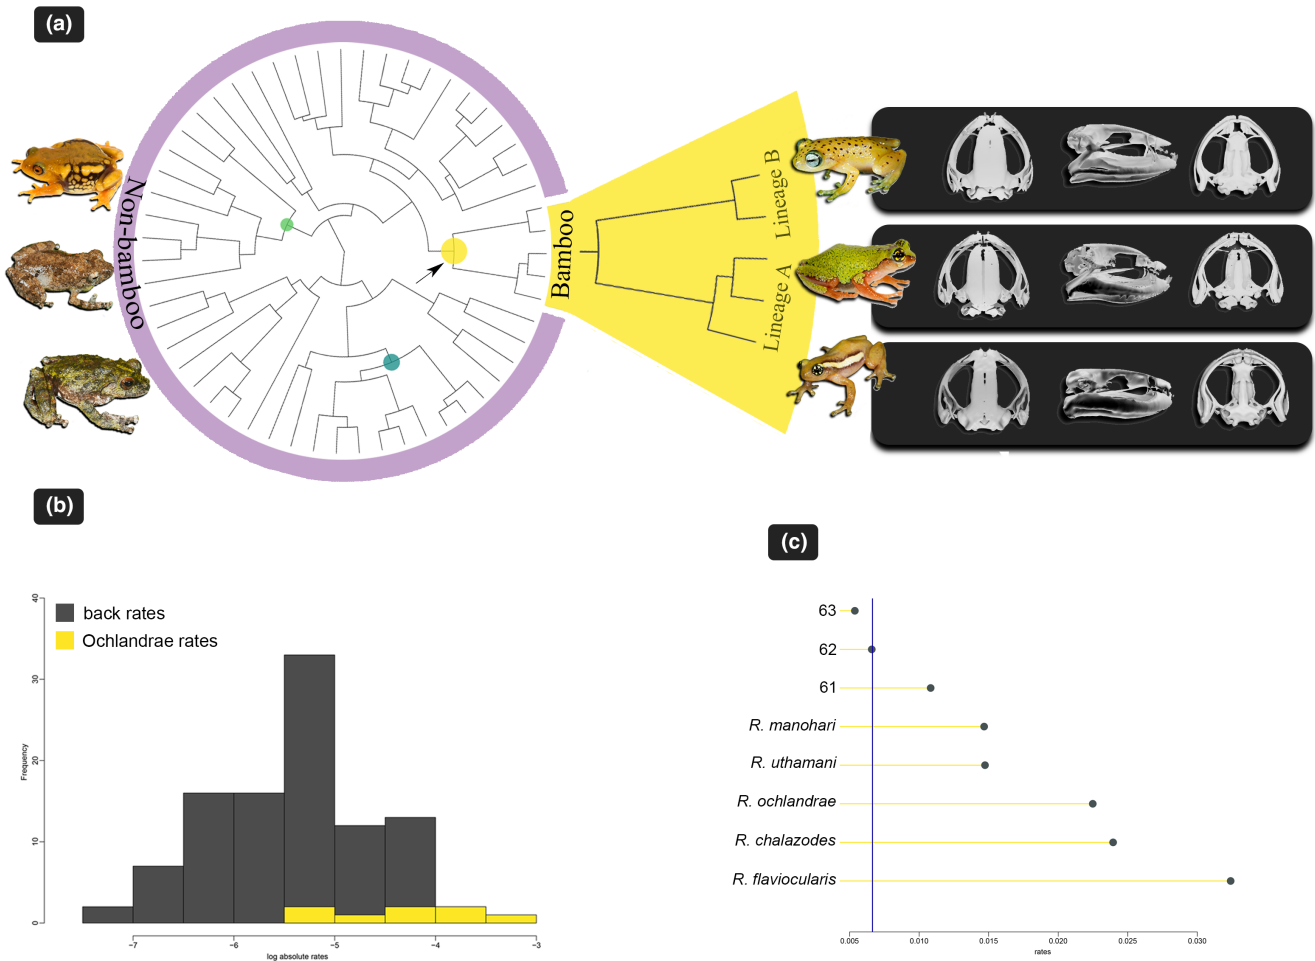 (a)
Non-bamboo
Bamboo
Lineage B
Lineage A
(b)
back rates
Ochlandrae rates
Frequency
40
30
20
10
0
−7
−6
−5
−4
−3
log absolute rates
(c)
63
62
61
R. manohari
R. uthamani
R. ochlandrae
R. chalazodes
R. flaviocularis
0.005
0.010
0.015
0.020
0.025
0.030
rates